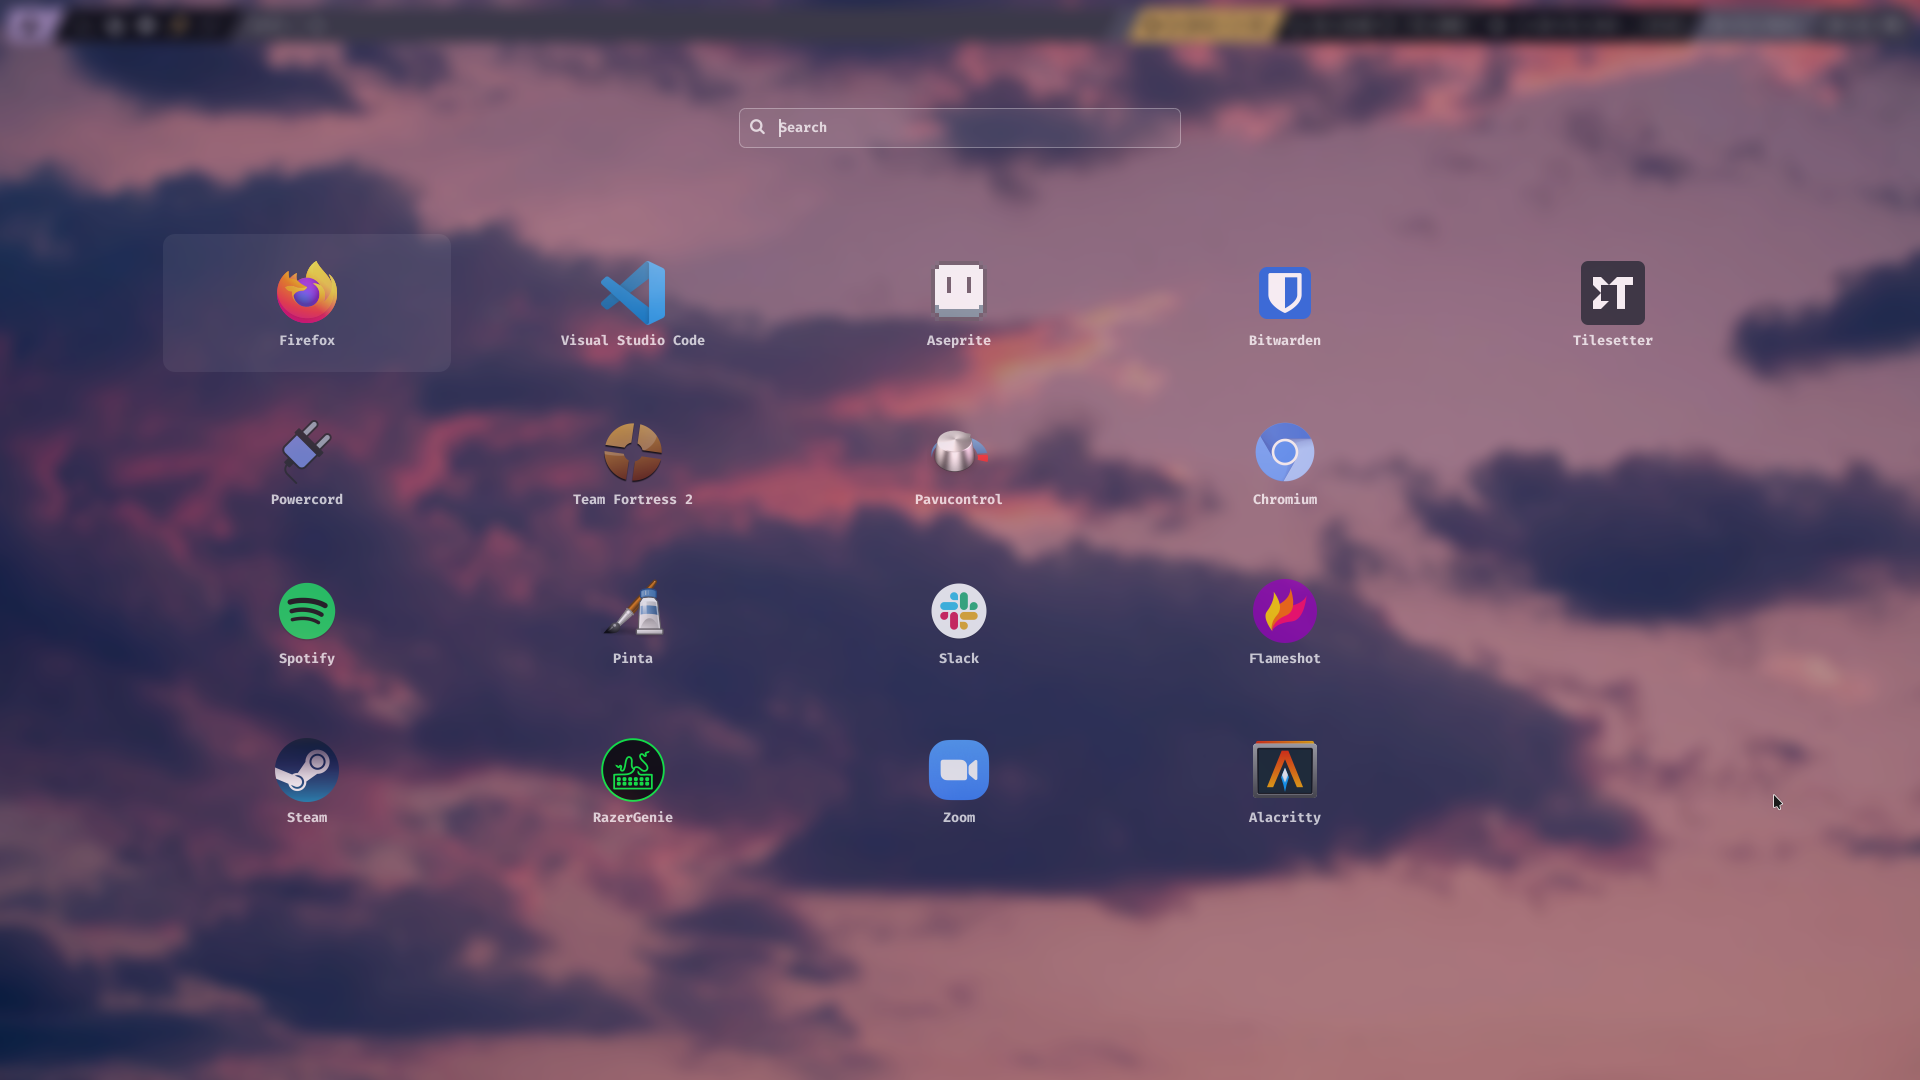 Search
Firefox
Visual Studio Code
Aseprite
Bitwarden
Tilesetter
Powercord
Team Fortress 2
Pavucontrol
Chromium
Spotify
Pinta
Slack
Flameshot
Steam
RazerGenie
Zoom
Alacritty